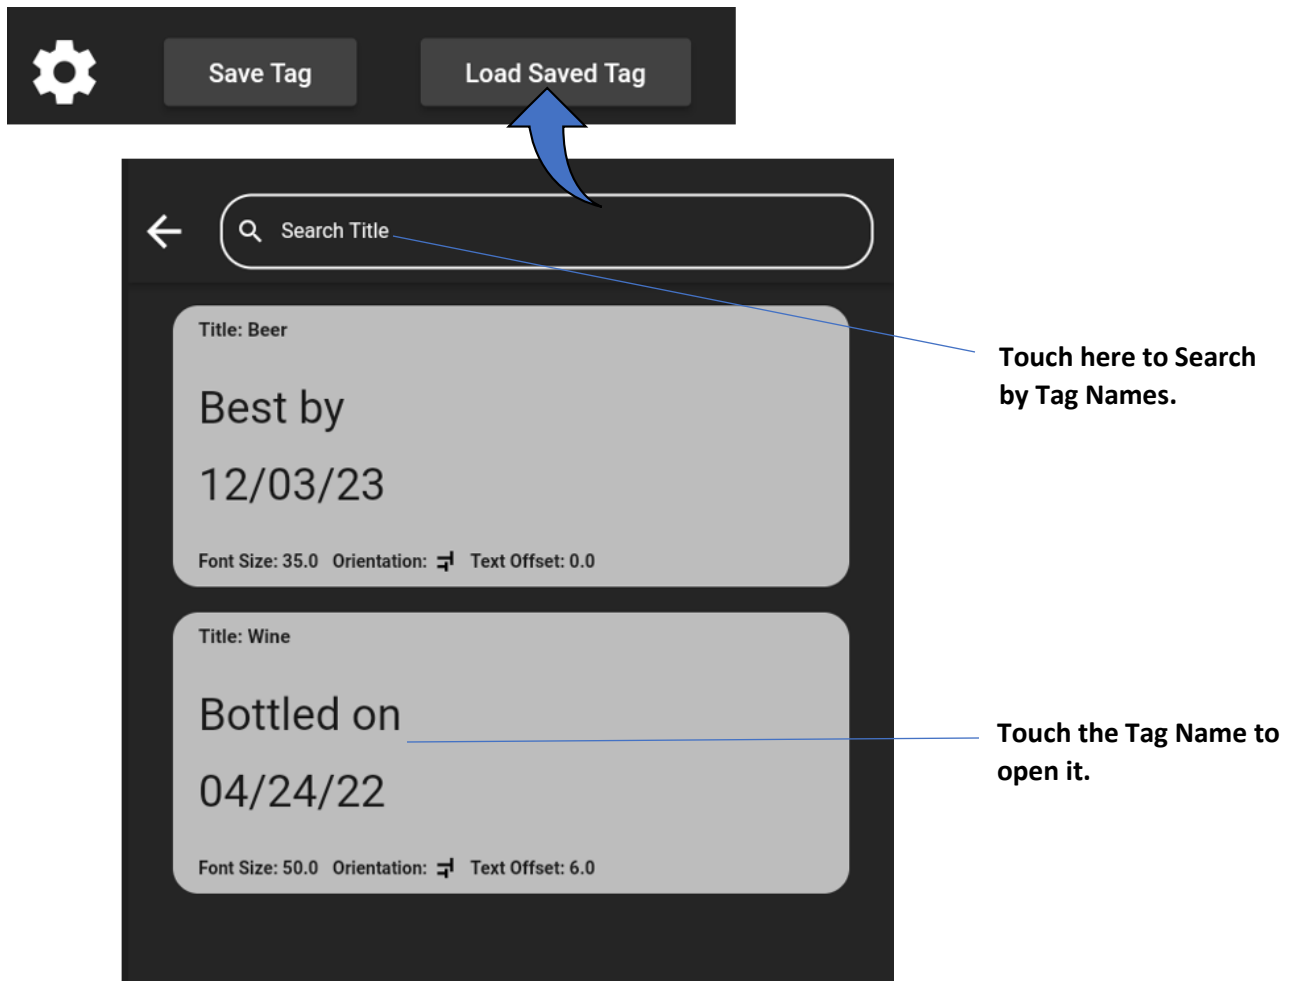 Save Tag
Load Saved Tag
Search Title
Title: Beer
Best by
12/03/23
Font Size: 35.0 Orientation: Text Offset: 0.0
Touch here to Search
by Tag Names.
Title: Wine
Bottled on
04/24/22
Font Size: 50.0 Orientation: Text Offset: 6.0
Touch the Tag Name to
open it.